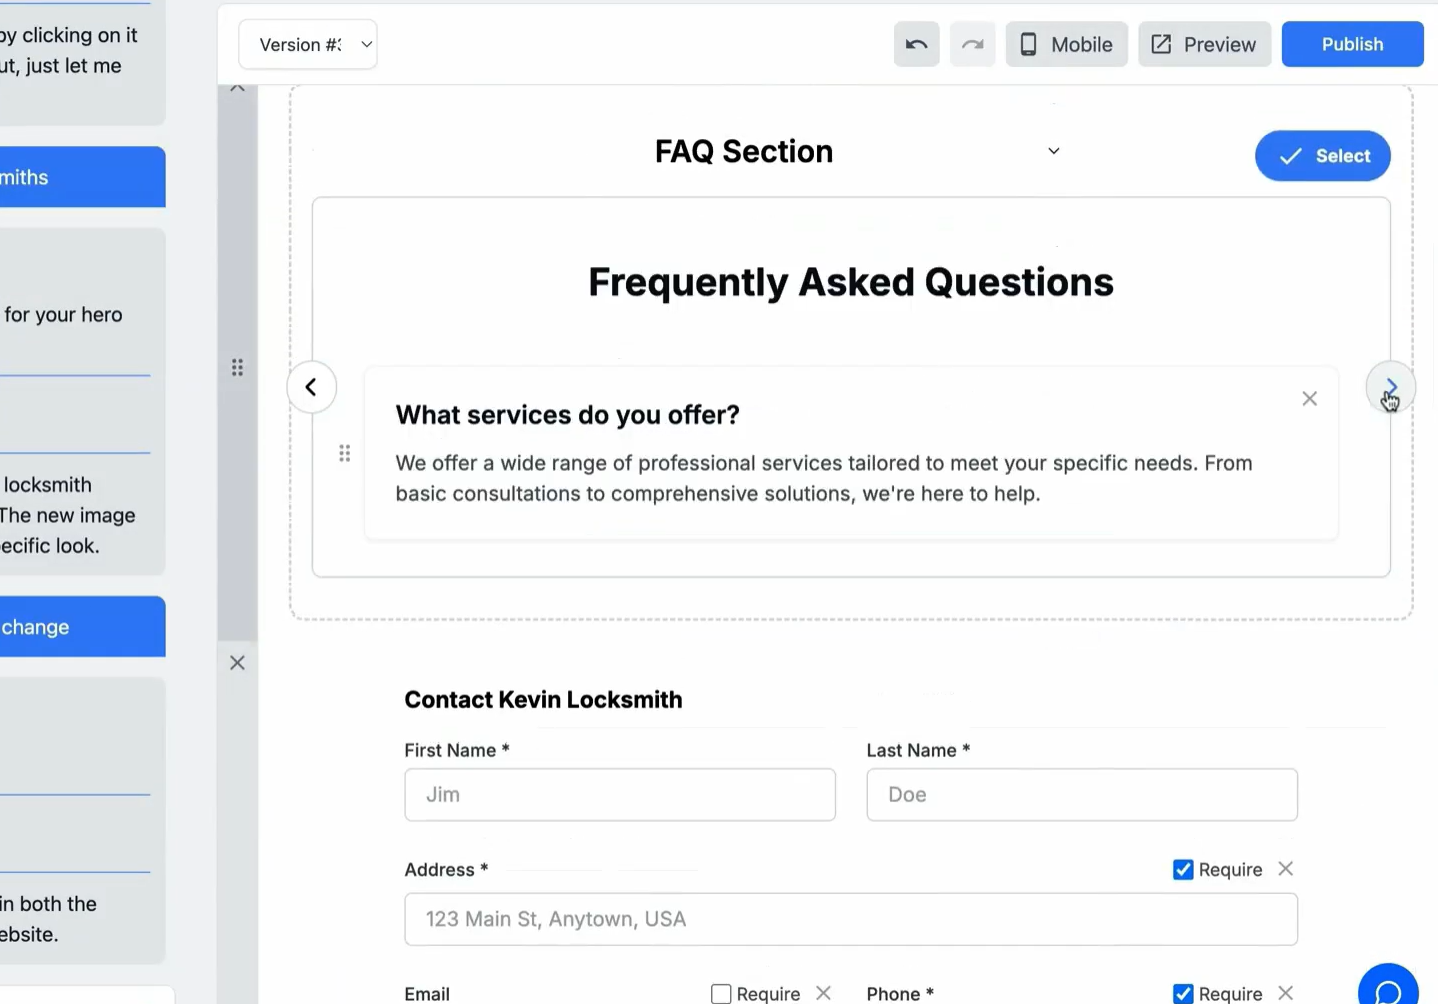 by clicking on it
ut, just let me
miths
for your hero
locksmith
The new image
ecific look.
change
in both the
ebsite.
Version #
Mobile
Preview
Publish
FAQ Section
Select
Frequently Asked Questions
What services do you offer?
We offer a wide range of professional services tailored to meet your specific needs. From
basic consultations to comprehensive solutions, we're here to help.
Contact Kevin Locksmith
First Name *
Last Name *
Jim
Doe
Address *
Require
123 Main St, Anytown, USA
Email
Require
Phone *
Require